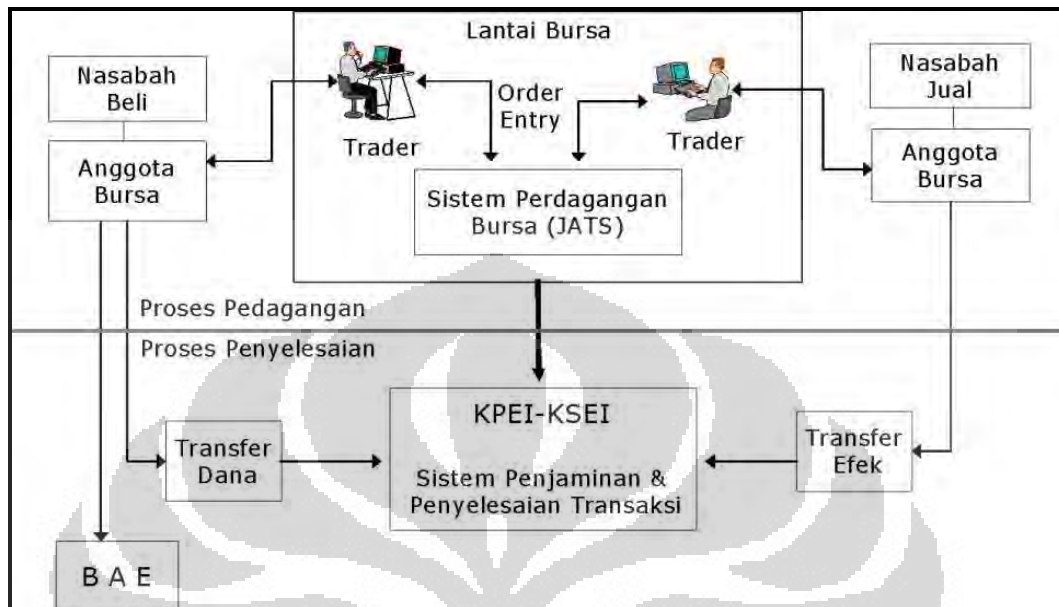 Lantai Bursa
Nasabah
Beli
Anggota
Bursa
Trader
Order
Entry
Trader
Nasabah
Jual
Anggota
Bursa
Sistem Perdagangan
Bursa (JATS)
Proses Pedagangan
Proses Penyelesaian
Transfer
Dana
KPEI-KSEI
Sistem Penjaminan &
Penyelesaian Transaksi
Transfer
Efek
B A E